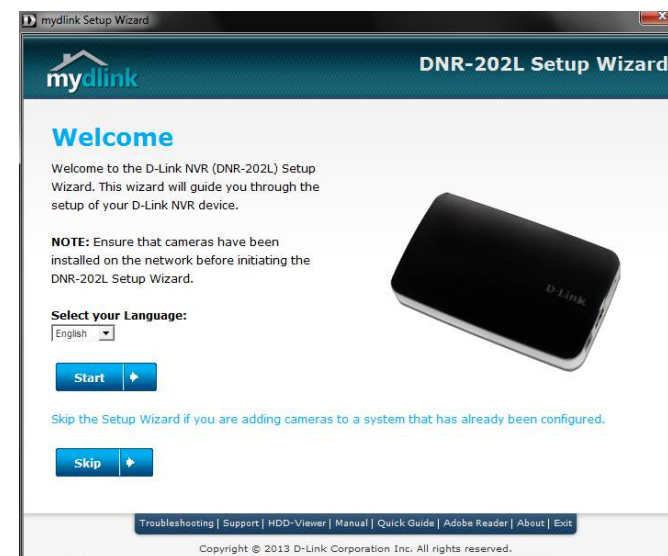 mydlink Setup Wizard
mydlink
DNR-202L Setup Wizard
Welcome
Welcome to the D-Link NVR (DNR-202L) Setup
Wizard. This wizard will guide you through the
setup of your D-Link NVR device.
NOTE: Ensure that cameras have been
installed on the network before initiating the
DNR-202L Setup Wizard.
D-Link
Select your Language:
English
Start
Skip the Setup Wizard if you are adding cameras to a system that has already been configured.
Skip
Troubleshooting | Support | HDD-Viewer | Manual | Quick Guide | Adobe Reader | About | Exit
Copyright © 2013 D-Link Corporation Inc. All rights reserved.